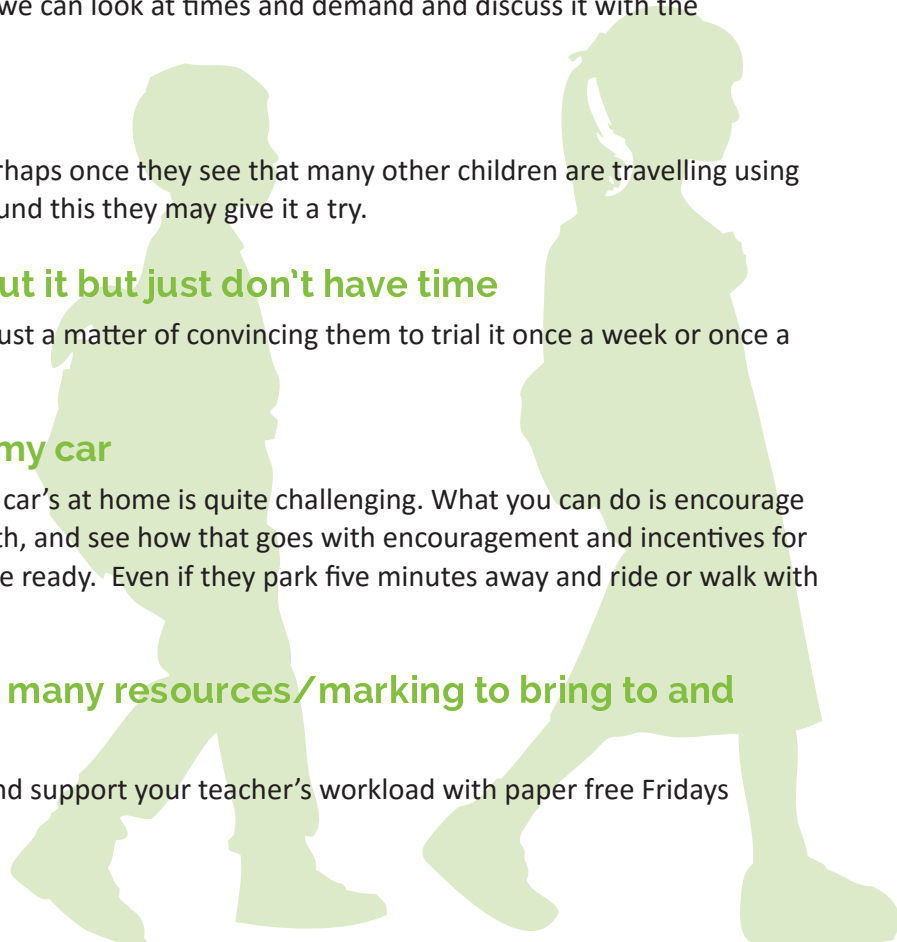 we can look at times and demand and discuss it with the
rhaps once they see that many other children are travelling using
und this they may give it a try.
ut it but just don't have time
ust a matter of convincing them to trial it once a week or once a
my car
car's at home is quite challenging. What you can do is encourage
th, and see how that goes with encouragement and incentives for
e ready.  Even if they park five minutes away and ride or walk with
many resources/marking to bring to and
nd support your teacher's workload with paper free Fridays